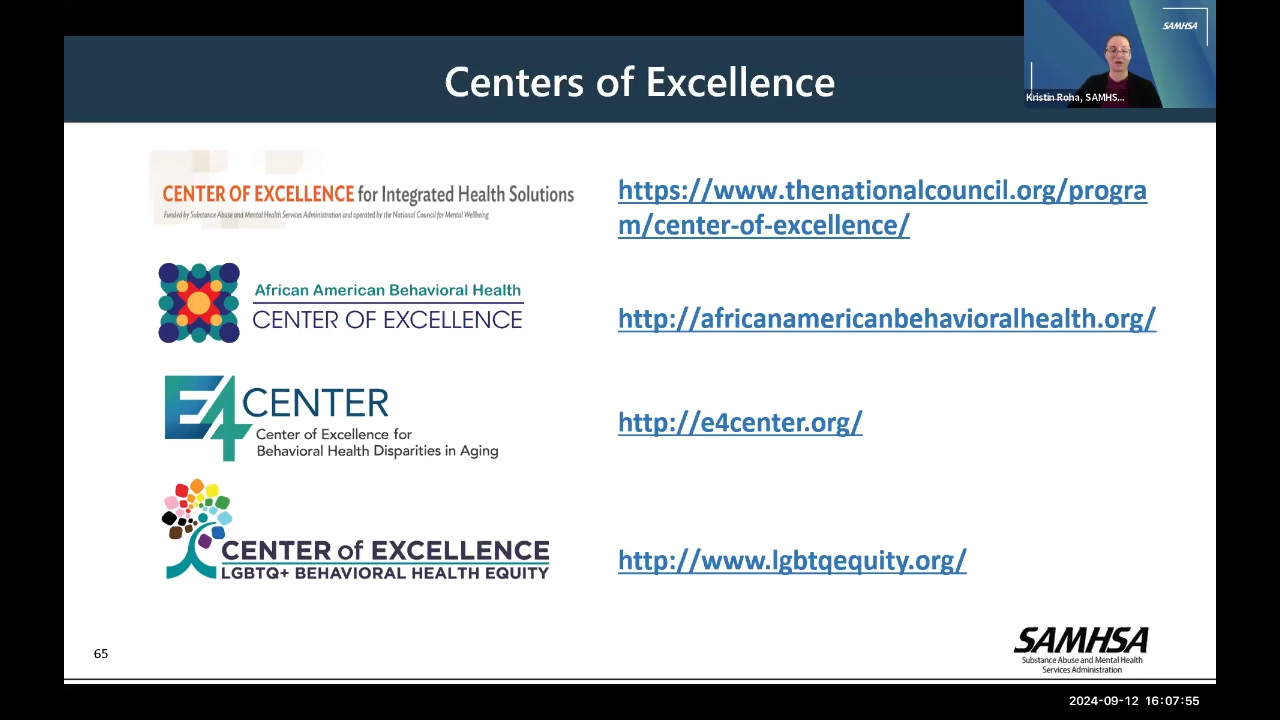 Centers of Excellence
SAMHSA
Kristin Roha, SAMHS...
CENTER OF EXCELLENCE for Integrated Health Solutions
Funded by Substance Abuse and Mental Health Services Administration and operated by the National Council for Mental Wellbeing
https://www.thenationalcouncil.org/progra
m/center-of-excellence/
African American Behavioral Health
CENTER OF EXCELLENCE
http://africanamericanbehavioralhealth.org/
E4 CENTER
Center of Excellence for
Behavioral Health Disparities in Aging
http://e4center.org/
CENTER of EXCELLENCE
LGBTQ+ BEHAVIORAL HEALTH EQUITY
http://www.lgbtqequity.org/
65
SAMHSA
Substance Abuse and Mental Health
Services Administration
2024-09-12 16:07:55